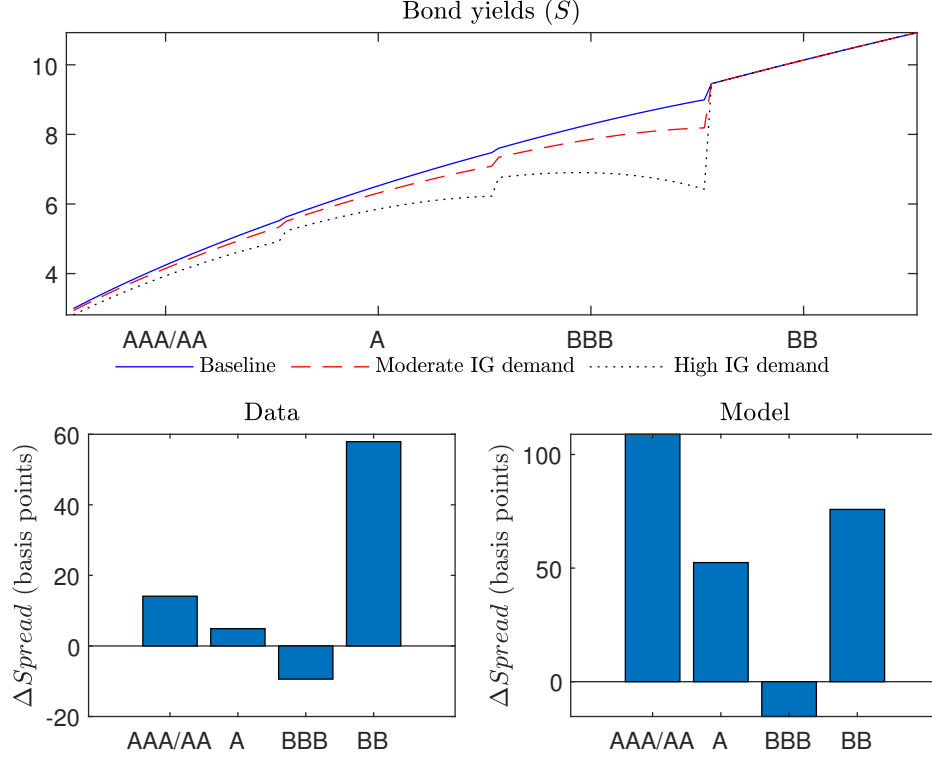 Bond yields (S)
10
8
6
4
AAA/AA A BBB BB
Baseline Moderate IG demand High IG demand
Data
ΔSpread (basis points)
60
40
20
0
-20
AAA/AA A BBB BB
Model
ΔSpread (basis points)
100
50
0
AAA/AA A BBB BB